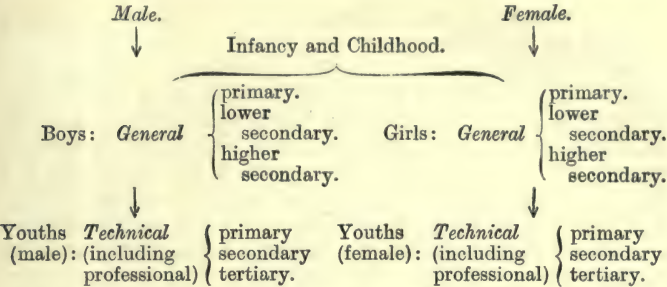 Male. Female.
Infancy and Childhood.
primary. primary.
lower lower
Boys: General secondary. Girls: General secondary.
higher higher
secondary. secondary.
Youths Technical primary Youths Technical primary
(male): (including secondary (female): (including secondary
professional) tertiary. professional) tertiary.